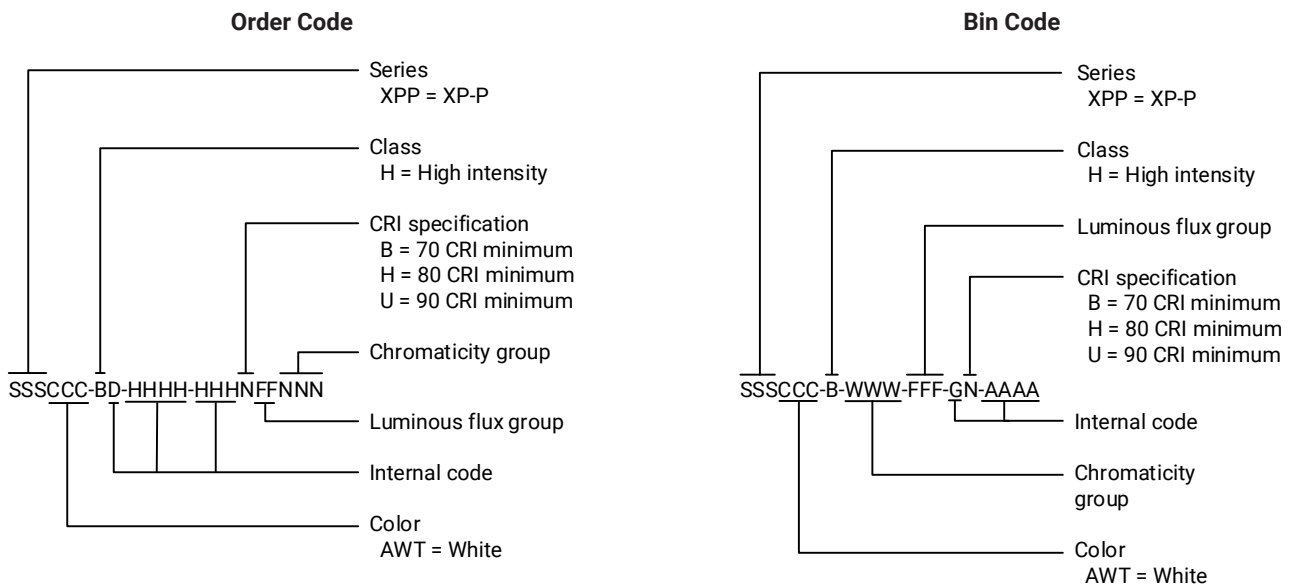 Order Code
Series
XPP = XP-P
Class
H = High intensity
CRI specification
B = 70 CRI minimum
H = 80 CRI minimum
U = 90 CRI minimum
Chromaticity group
SSSCCC-BD-HHHH-HHHNFFNNN
Luminous flux group
Internal code
Color
AWT = White
Bin Code
Series
XPP = XP-P
Class
H = High intensity
Luminous flux group
CRI specification
B = 70 CRI minimum
H = 80 CRI minimum
U = 90 CRI minimum
SSSCCC-B-WWW-FFF-GN-AAAA
Internal code
Chromaticity
group
Color
AWT = White